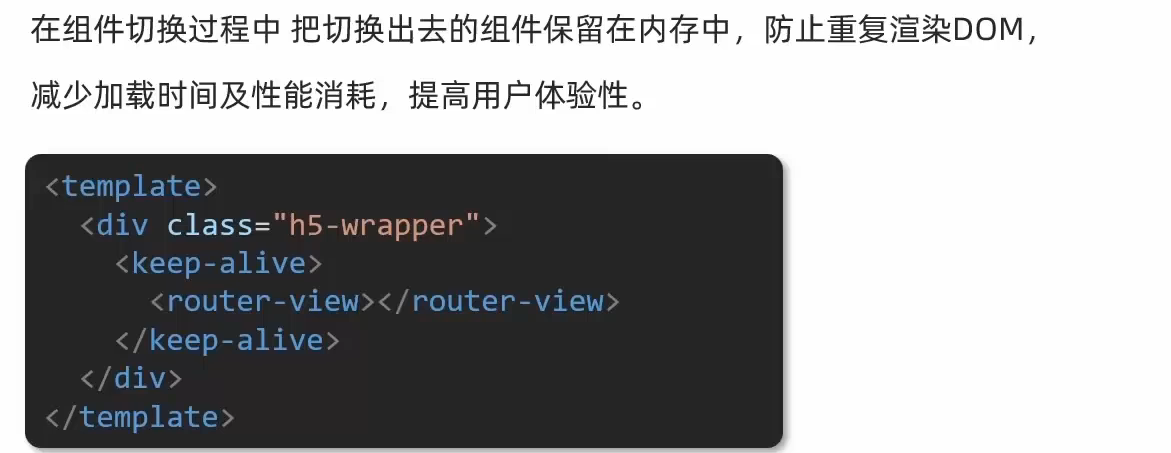 在组件切换过程中 把切换出去的组件保留在内存中，防止重复渲染DOM，
减少加载时间及性能消耗，提高用户体验性。
<template>
  <div class="h5-wrapper">
    <keep-alive>
      <router-view></router-view>
    </keep-alive>
  </div>
</template>